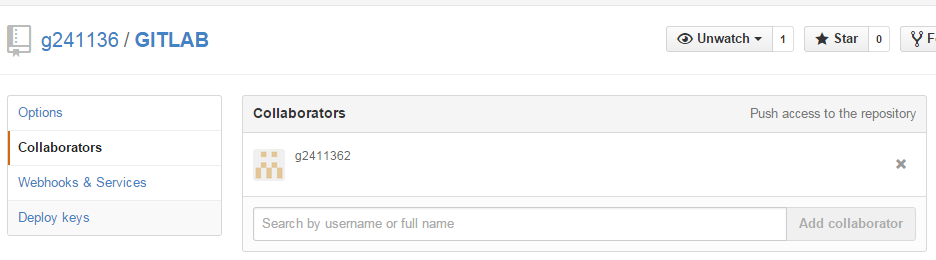 g241136 / GITLAB
Unwatch 1 Star 0
Options
Collaborators
Webhooks & Services
Deploy keys
Collaborators Push access to the repository
g2411362
Search by username or full name Add collaborator